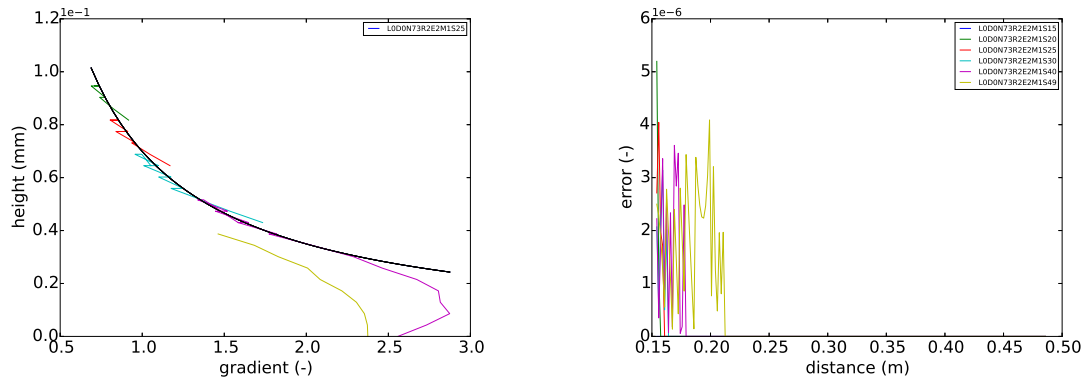 1.2 1e−1
1.0
0.8
0.6
0.4
0.2
0.0
height (mm)
0.5 1.0 1.5 2.0 2.5 3.0
gradient (-)
L0D0N73R2E2M1S25
6 1e−6
5
4
3
2
1
0
error (-)
0.15 0.20 0.25 0.30 0.35 0.40 0.45 0.50
distance (m)
L0D0N73R2E2M1S15
L0D0N73R2E2M1S20
L0D0N73R2E2M1S25
L0D0N73R2E2M1S30
L0D0N73R2E2M1S40
L0D0N73R2E2M1S49